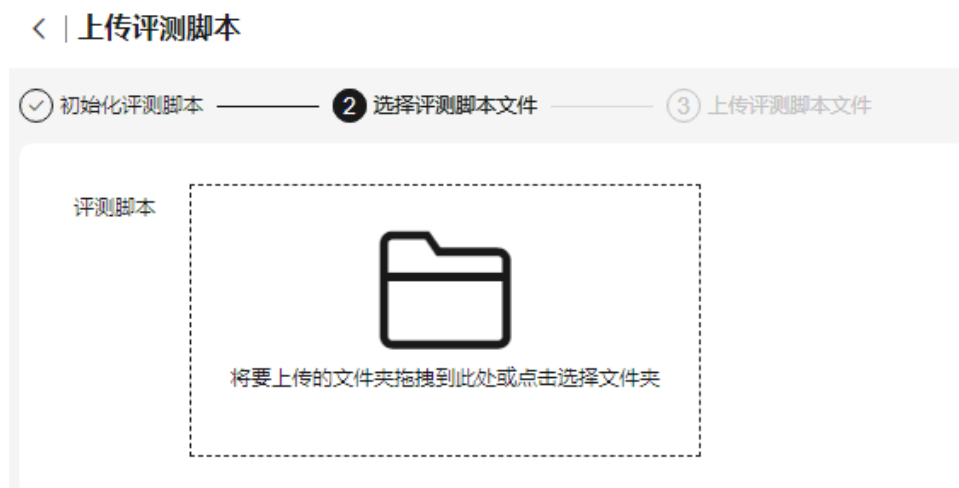 上传评测脚本
初始化评测脚本 2 选择评测脚本文件 3 上传评测脚本文件
评测脚本
将要上传的文件夹拖拽到此处或点击选择文件夹